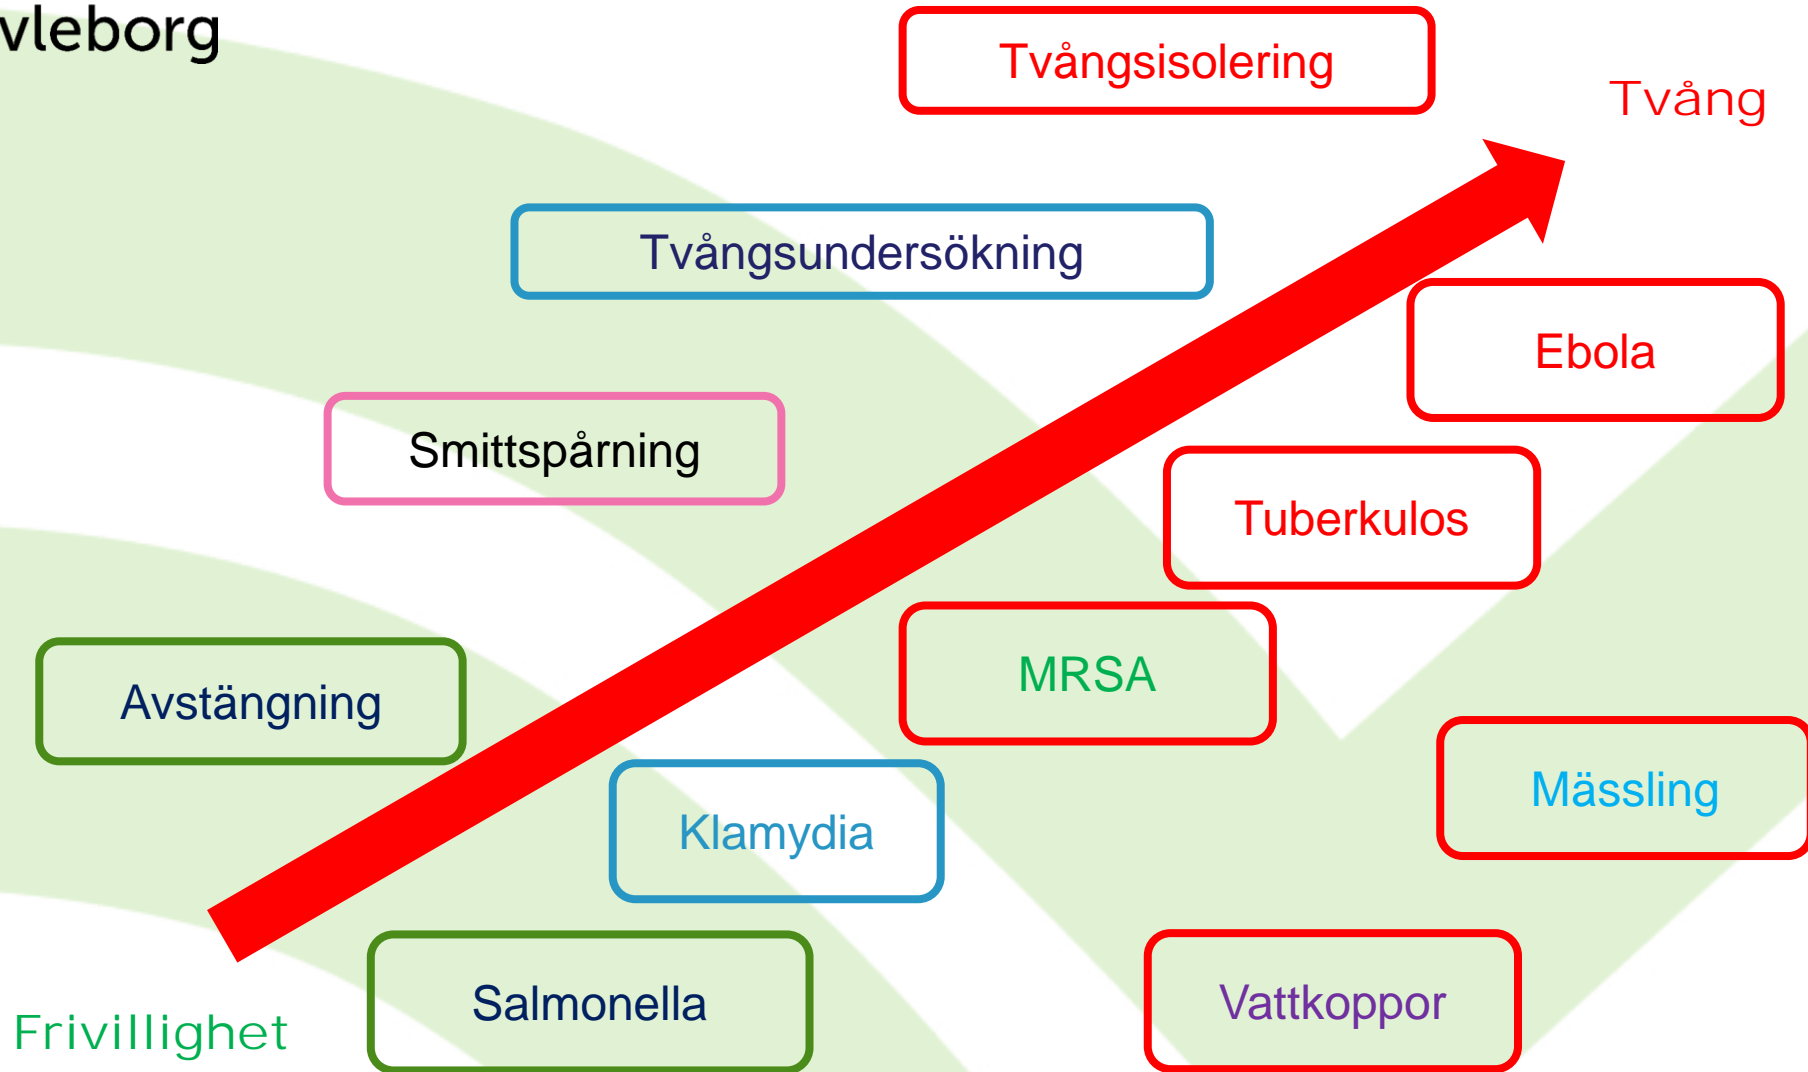 vleborg
Tvångsisolering
Tvång
Tvångsundersökning
Ebola
Smittspårning
Tuberkulos
MRSA
Avstängning
Mässling
Klamydia
Salmonella
Vattkoppor
Frivillighet